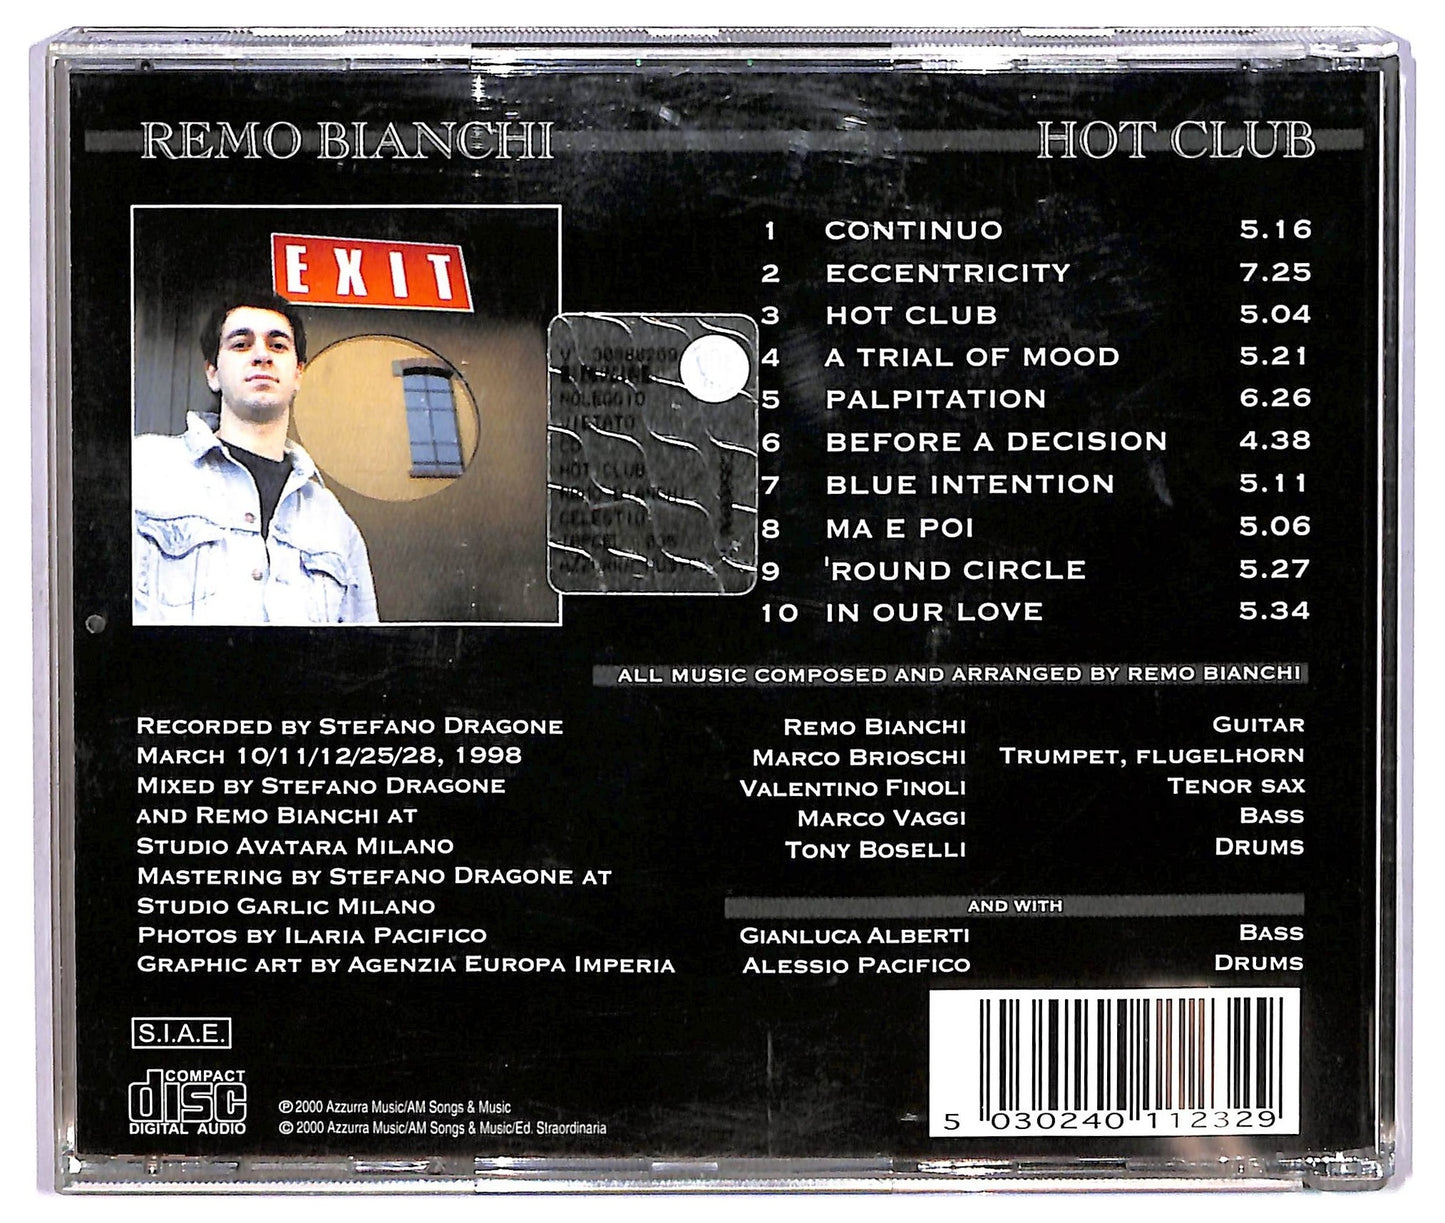 REMO BIANCHI
HOT CLUB
EXIT
NOLEGGIO
VIETATO
CD
HOT CLUB
1 CONTINUO 5.16
2 ECCENTRICITY 7.25
3 HOT CLUB 5.04
4 A TRIAL OF MOOD 5.21
5 PALPITATION 6.26
6 BEFORE A DECISION 4.38
7 BLUE INTENTION 5.11
8 MA E POI 5.06
9 'ROUND CIRCLE 5.27
10 IN OUR LOVE 5.34
ALL MUSIC COMPOSED AND ARRANGED BY REMO BIANCHI
RECORDED BY STEFANO DRAGONE
MARCH 10/11/12/25/28, 1998
MIXED BY STEFANO DRAGONE
AND REMO BIANCHI AT
STUDIO AVATARA MILANO
MASTERING BY STEFANO DRAGONE AT
STUDIO GARLIC MILANO
PHOTOS BY ILARIA PACIFICO
GRAPHIC ART BY AGENZIA EUROPA IMPERIA
REMO BIANCHI GUITAR
MARCO BRIOSCHI TRUMPET, FLUGELHORN
VALENTINO FINOLI TENOR SAX
MARCO VAGGI BASS
TONY BOSELLI DRUMS
AND WITH
GIANLUCA ALBERTI BASS
ALESSIO PACIFICO DRUMS
S.I.A.E.
COMPACT
disc
DIGITAL AUDIO
℗ 2000 Azzurra Music/AM Songs & Music
© 2000 Azzurra Music/AM Songs & Music/Ed. Straordinaria
5 030240 112329